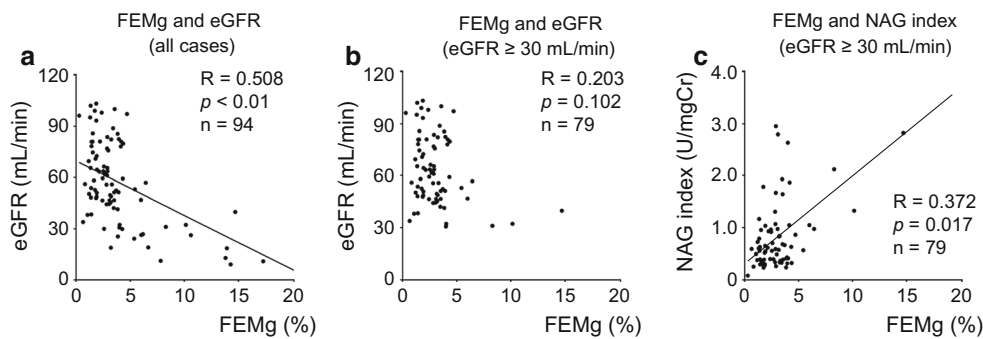 FEMg and eGFR
(all cases)
a
R = 0.508
p < 0.01
n = 94
eGFR (mL/min)
120
90
60
30
0
0 5 10 15 20
FEMg (%)
FEMg and eGFR
(eGFR ≥ 30 mL/min)
b
R = 0.203
p = 0.102
n = 79
eGFR (mL/min)
120
90
60
30
0
0 5 10 15 20
FEMg (%)
FEMg and NAG index
(eGFR ≥ 30 mL/min)
c
NAG index (U/mgCr)
4.0
3.0
2.0
1.0
0
R = 0.372
p = 0.017
n = 79
0 5 10 15 20
FEMg (%)